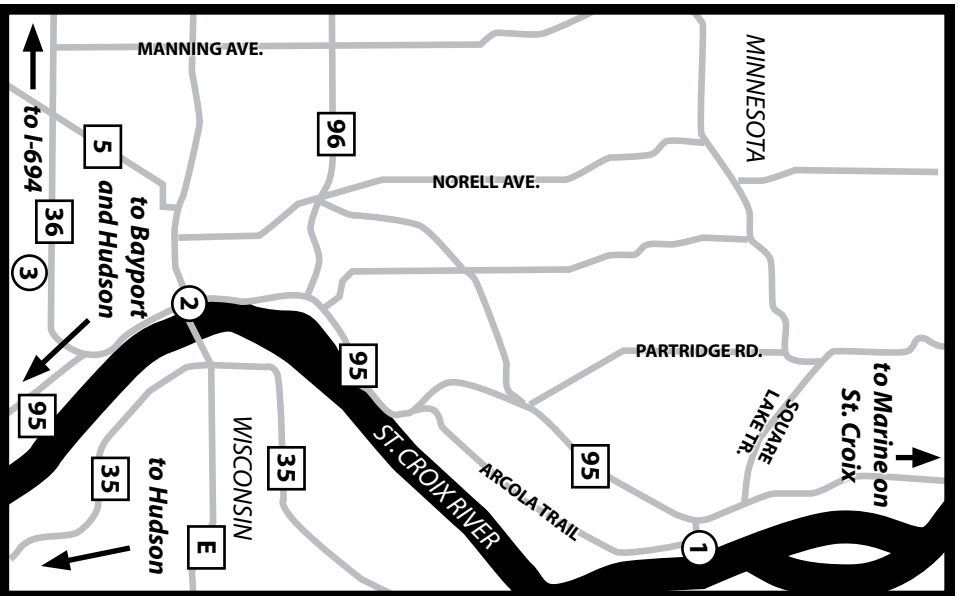 MANNING AVE.
MINNESOTA
to I-694
5
96
NORELL AVE.
36
to Bayport
and Hudson
3
2
95
PARTRIDGE RD.
to Marine on
St. Croix
SQUARE
LAKE TR.
95
WISCONSIN
35
35
to Hudson
E
ST. CROIX RIVER
ARCOLA TRAIL
95
1